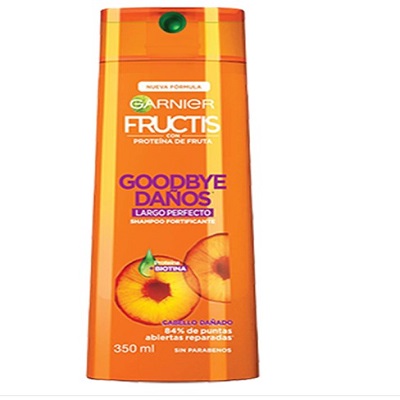 NUEVA FÓRMULA
GARNIER
FRUCTIS
CON
PROTEÍNA DE FRUTA
GOODBYE
DAÑOS
LARGO PERFECTO
SHAMPOO FORTIFICANTE
Proteína
+ BIOTINA
CABELLO DAÑADO
84% de puntas
abiertas reparadas*
350 ml
SIN PARABENOS